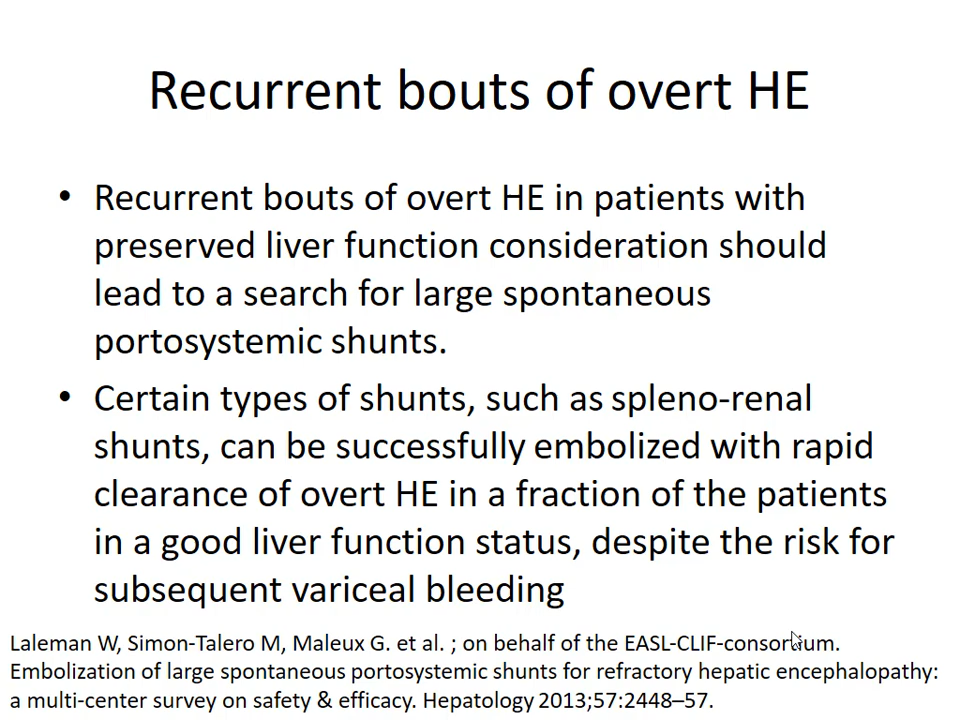 Recurrent bouts of overt HE
• Recurrent bouts of overt HE in patients with
preserved liver function consideration should
lead to a search for large spontaneous
portosystemic shunts.
• Certain types of shunts, such as spleno-renal
shunts, can be successfully embolized with rapid
clearance of overt HE in a fraction of the patients
in a good liver function status, despite the risk for
subsequent variceal bleeding
Laleman W, Simon-Talero M, Maleux G. et al. ; on behalf of the EASL-CLIF-consortium.
Embolization of large spontaneous portosystemic shunts for refractory hepatic encephalopathy:
a multi-center survey on safety & efficacy. Hepatology 2013;57:2448–57.